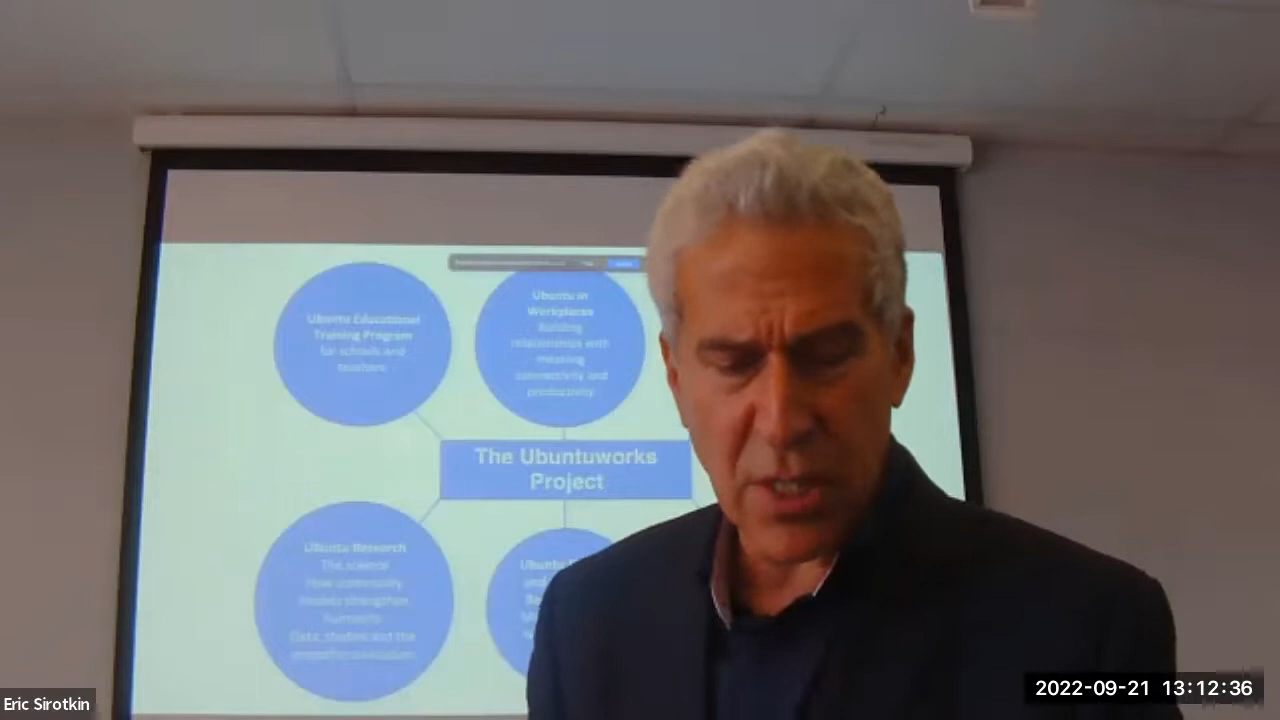 Ubuntu Educational
Training Program
for schools and
teachers
Ubuntu in
Workplaces
Building
relationships with
meaning
connectivity and
productivity
The Ubuntuworks
Project
Ubuntu Research
The science
How community
strengthen
humanity
Data, studies and the
Ubuntu
and
Eric Sirotkin
2022-09-21 13:12:36